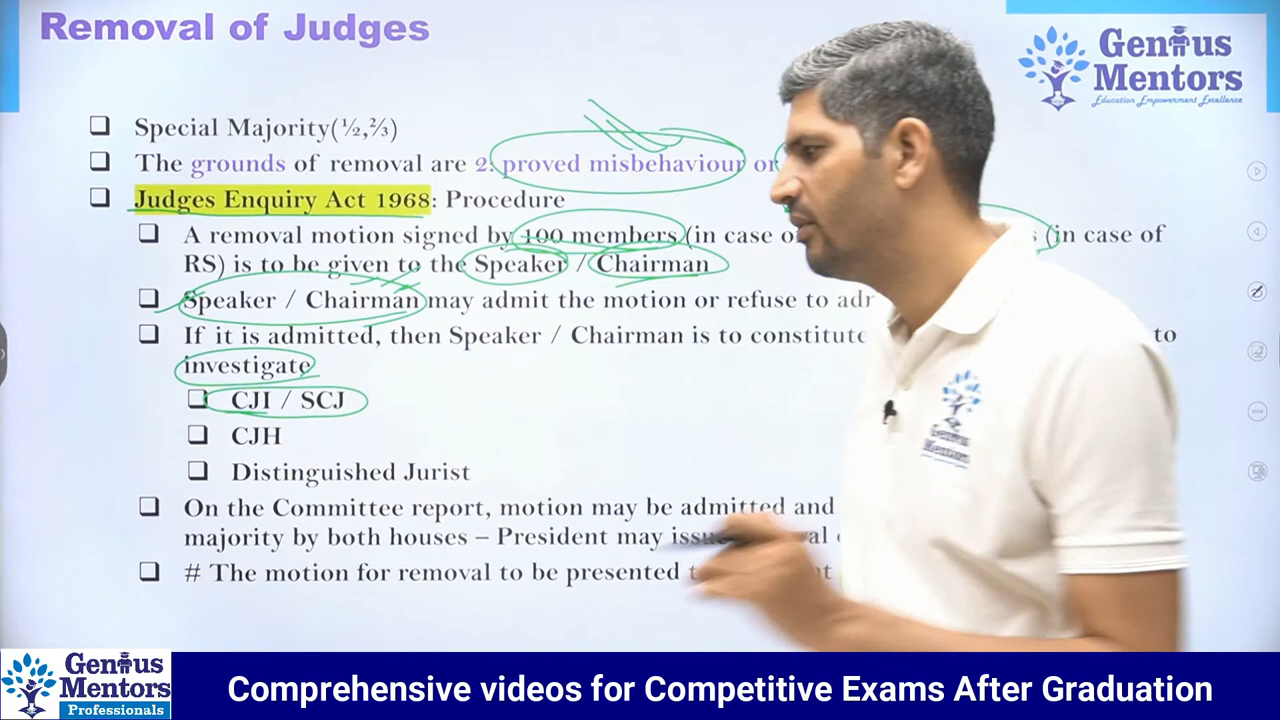 Removal of Judges
Genius
Mentors
Education Empowerment Excellence
❑ Special Majority(½,⅔)
❑ The grounds of removal are 2: proved misbehaviour or
❑ Judges Enquiry Act 1968: Procedure
❑ A removal motion signed by 100 members (in case (in case of
RS) is to be given to the Speaker / Chairman
❑ Speaker / Chairman may admit the motion or refuse to
❑ If it is admitted, then Speaker / Chairman is to constitute to
investigate
❑ CJI / SCJ
❑ CJH
❑ Distinguished Jurist
❑ On the Committee report, motion may be admitted and
majority by both houses – President may
❑ # The motion for removal to be presented
Genius
Mentors
Genius
Mentors
Professionals
Comprehensive videos for Competitive Exams After Graduation